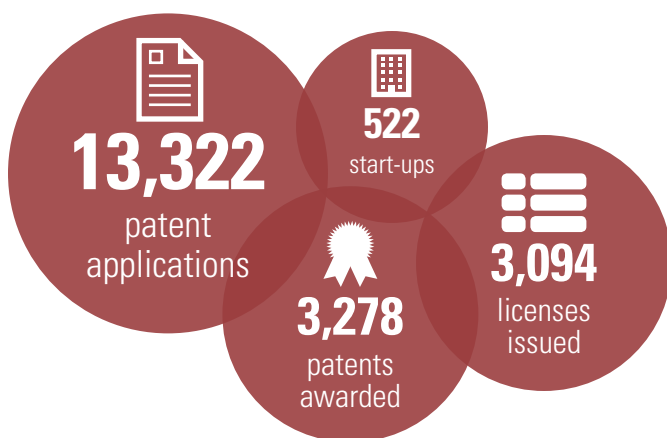 13,322
patent
applications
522
start-ups
3,278
patents
awarded
3,094
licenses
issued